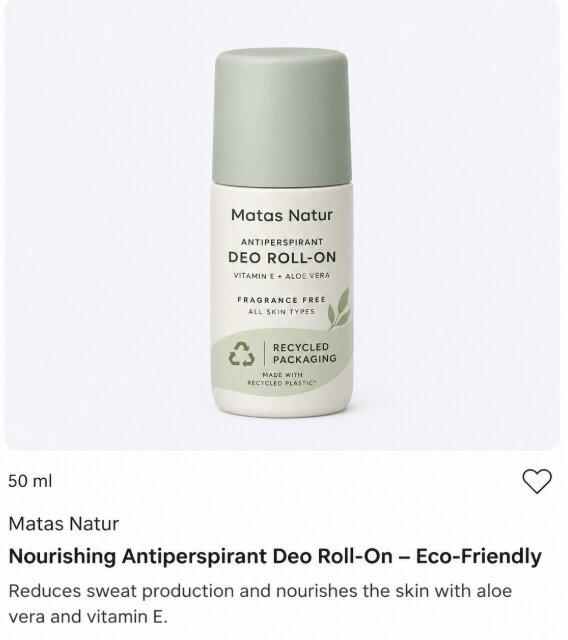 Matas Natur
ANTIPERSPIRANT
DEO ROLL-ON
VITAMIN E + ALOE VERA
FRAGRANCE FREE
ALL SKIN TYPES
RECYCLED
PACKAGING
MADE WITH
RECYCLED PLASTIC*
50 ml
Matas Natur
Nourishing Antiperspirant Deo Roll-On – Eco-Friendly
Reduces sweat production and nourishes the skin with aloe
vera and vitamin E.